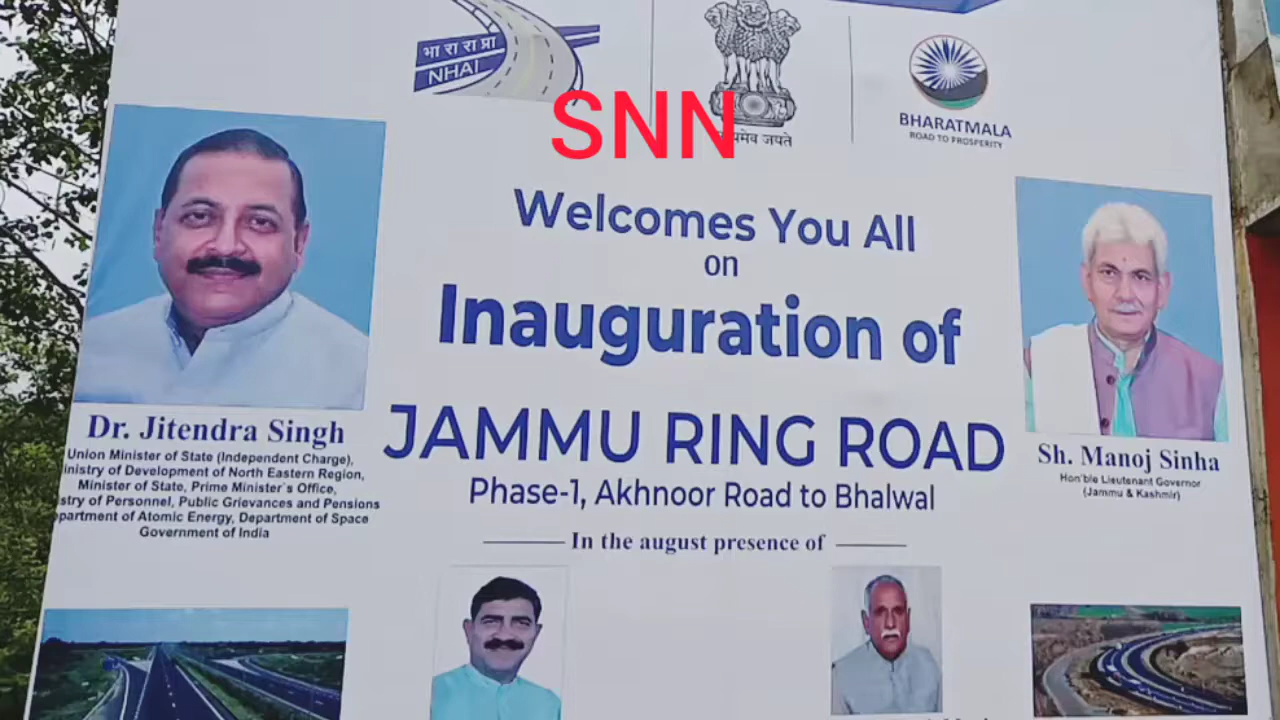 भा रा रा प्रा
NHAI
SNN
जयते
BHARATMALA
ROAD TO PROSPERITY
Welcomes You All
on
Inauguration of
JAMMU RING ROAD
Phase-1, Akhnoor Road to Bhalwal
In the august presence of
Dr. Jitendra Singh
Union Minister of State (Independent Charge),
inistry of Development of North Eastern Region,
Minister of State, Prime Minister's Office,
stry of Personnel, Public Grievances and Pensions
partment of Atomic Energy, Department of Space
Government of India
Sh. Manoj Sinha
Hon'ble Lieutenant Governor
(Jammu & Kashmir)